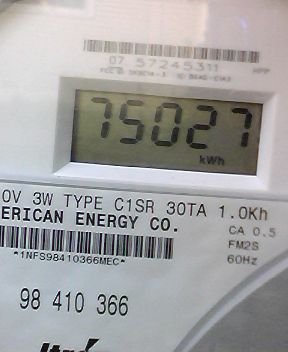 07 57245311
75027
kWh
0V 3W TYPE C1SR 30TA 1.0Kh
ERICAN ENERGY CO.
CA 0.5
FM2S
60Hz
*1NFS98410366MEC*
98 410 366